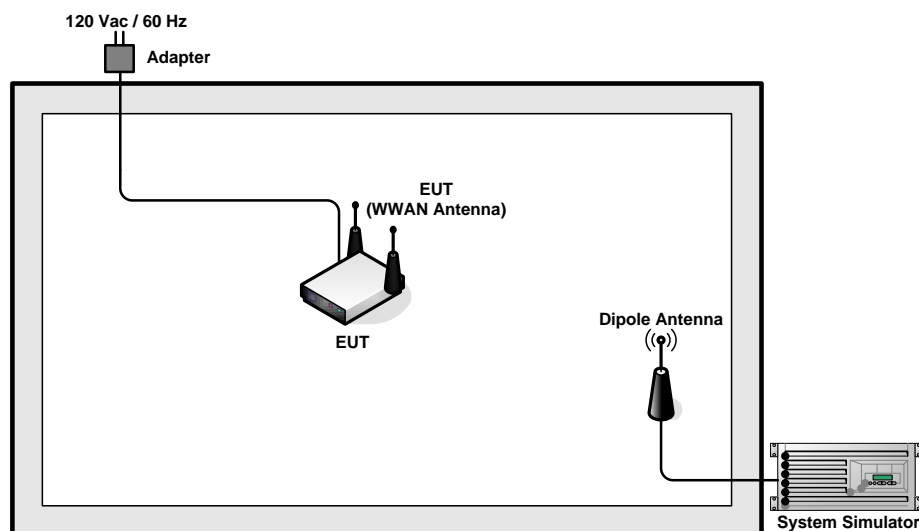 120 Vac / 60 Hz
Adapter
EUT
(WWAN Antenna)
EUT
Dipole Antenna
System Simulator